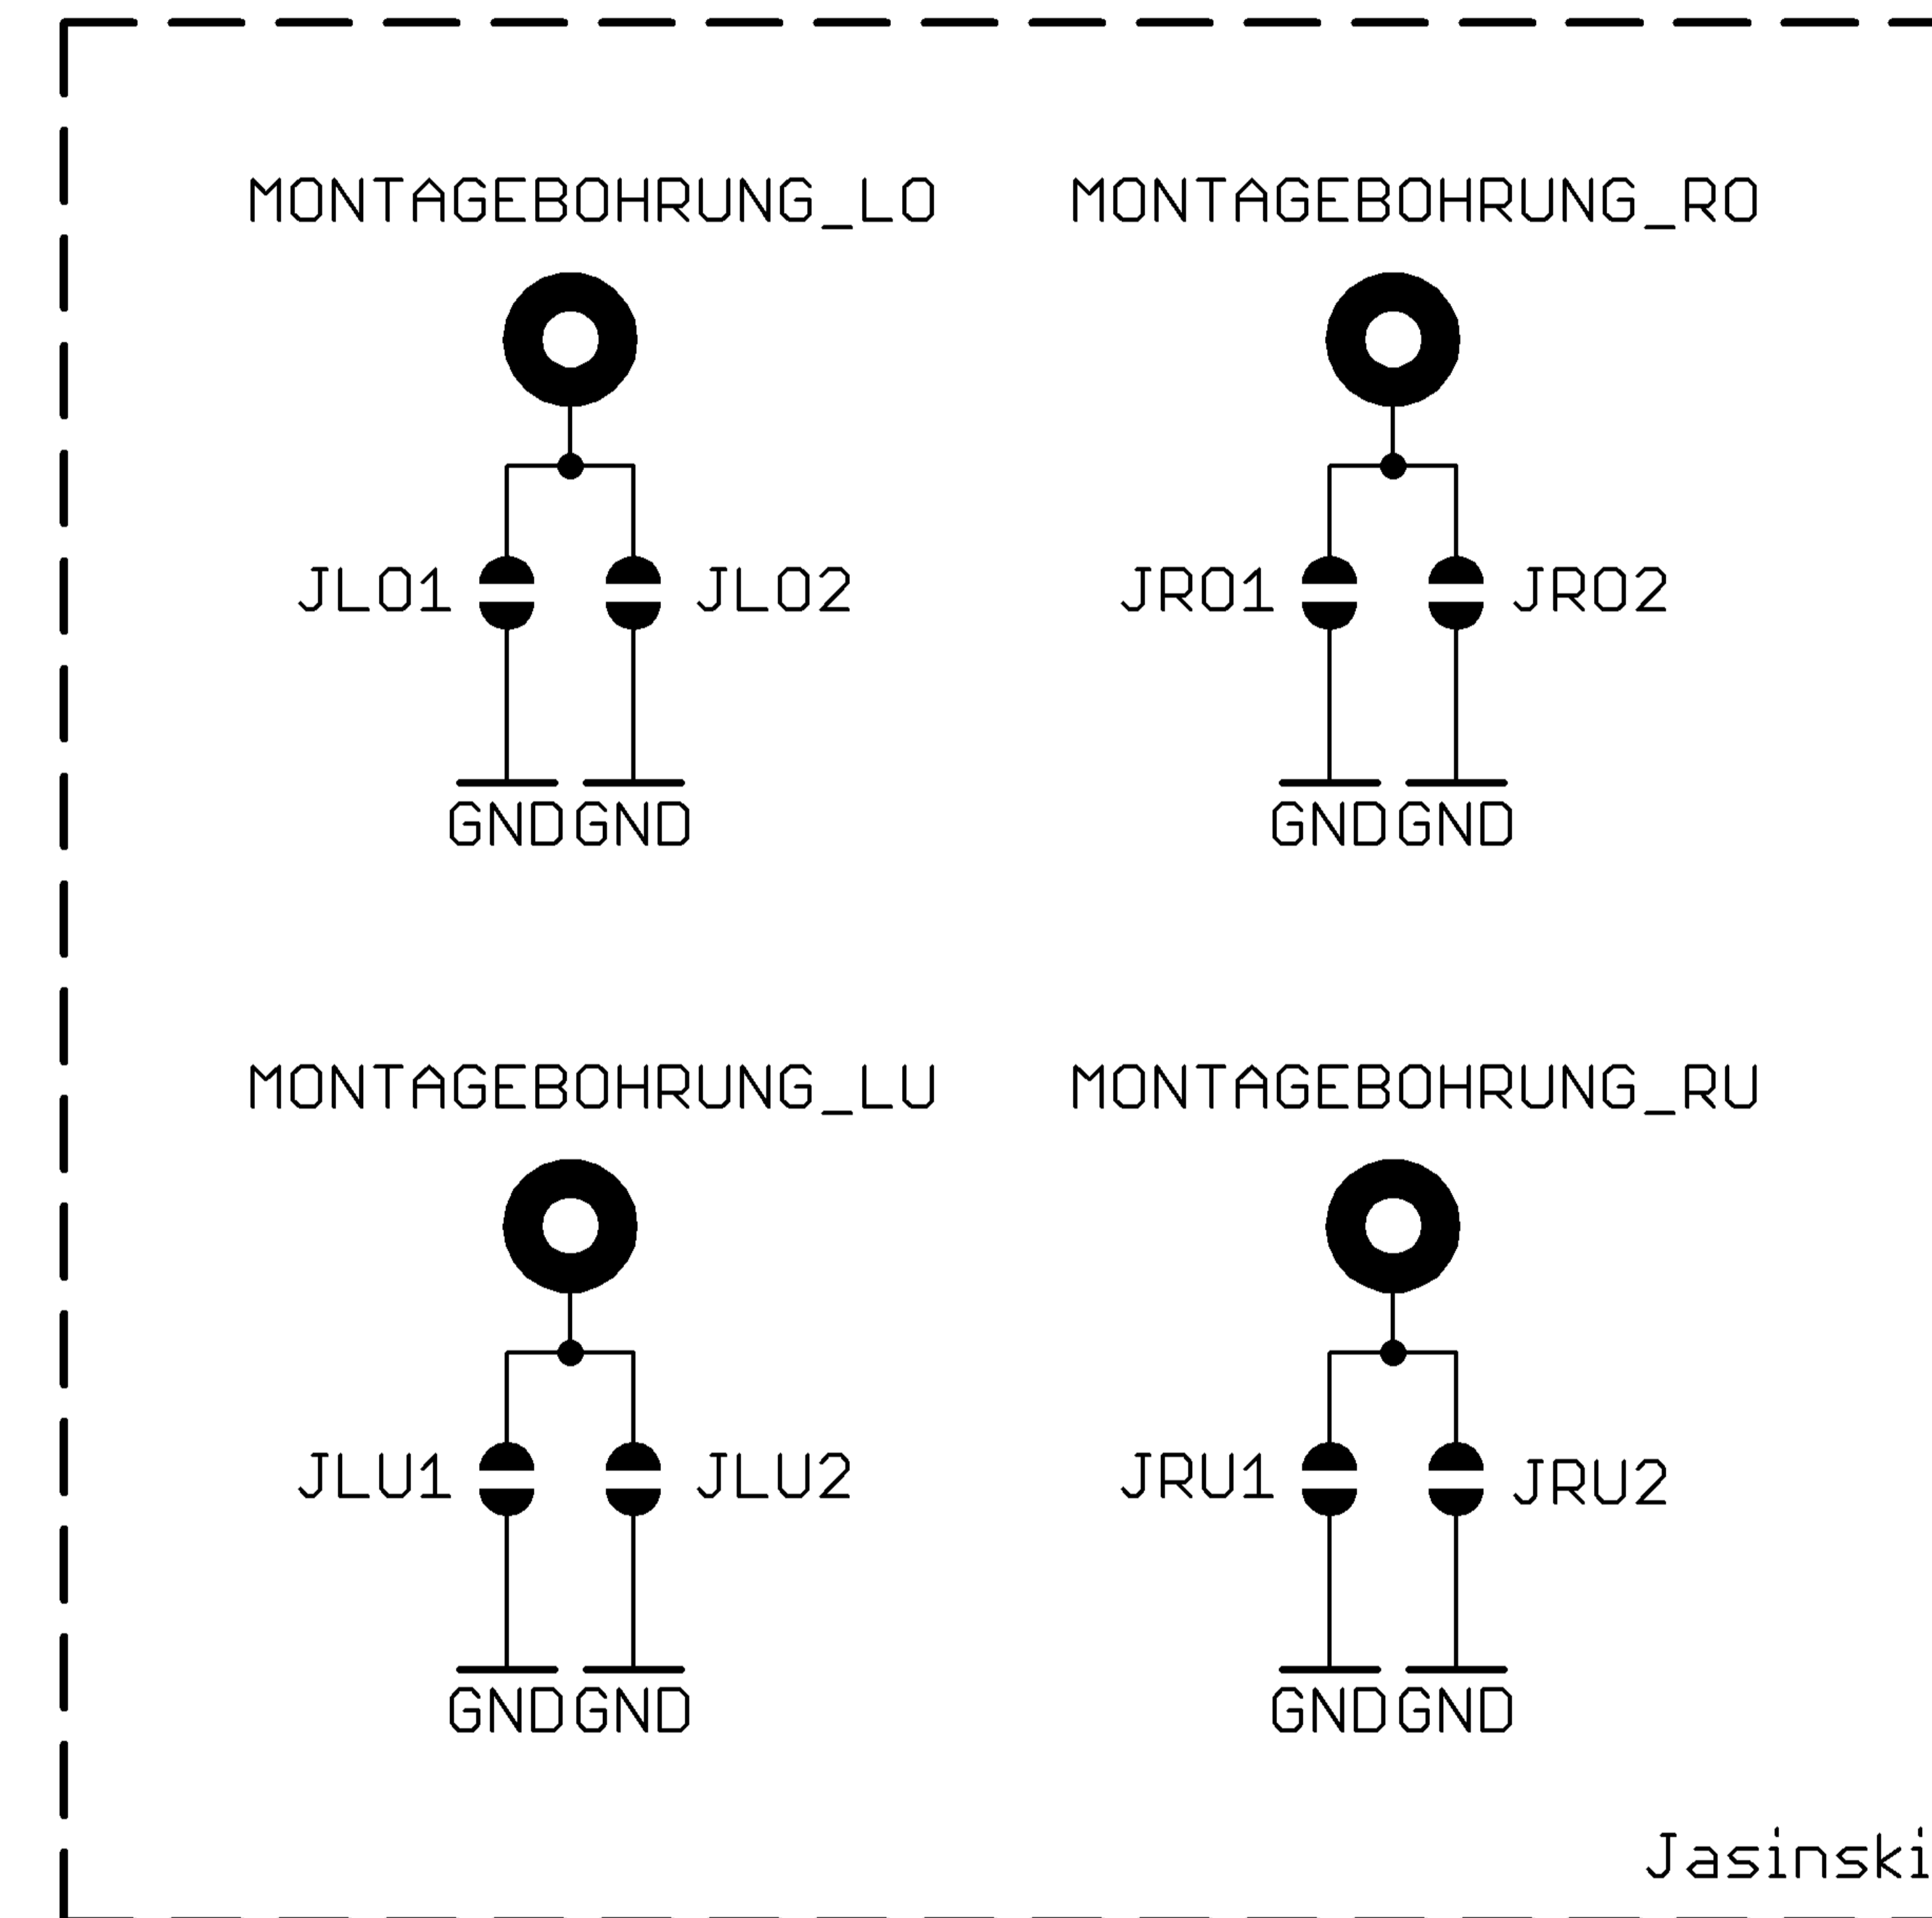 MONTAGEBOHRUNG_LO MONTAGEBOHRUNG_RO
JLO1 JLO2 JRO1 JRO2
GND GND GND GND
MONTAGEBOHRUNG_LU MONTAGEBOHRUNG_RU
JLU1 JLU2 JRU1 JRU2
GND GND GND GND
Jasinski